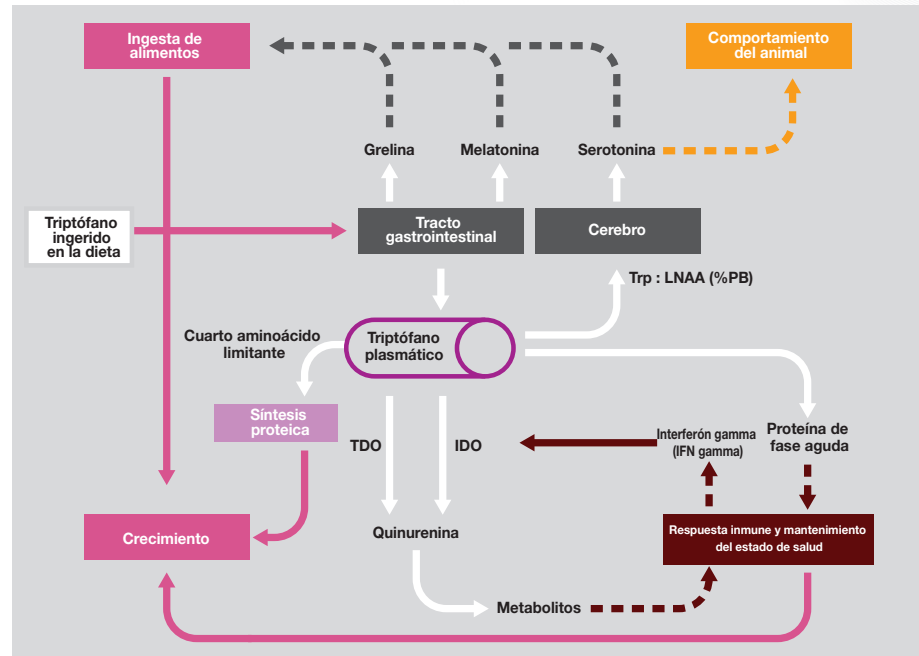 Ingesta de
alimentos
Comportamiento
del animal
Grelina
Melatonina
Serotonina
Triptófano
ingerido
en la dieta
Tracto
gastrointestinal
Cerebro
Trp : LNAA (%PB)
Cuarto aminoácido
limitante
Triptófano
plasmático
Síntesis
proteica
TDO
IDO
Interferón gamma
(IFN gamma)
Proteína de
fase aguda
Crecimiento
Quinurenina
Respuesta inmune y mantenimiento
del estado de salud
Metabolitos